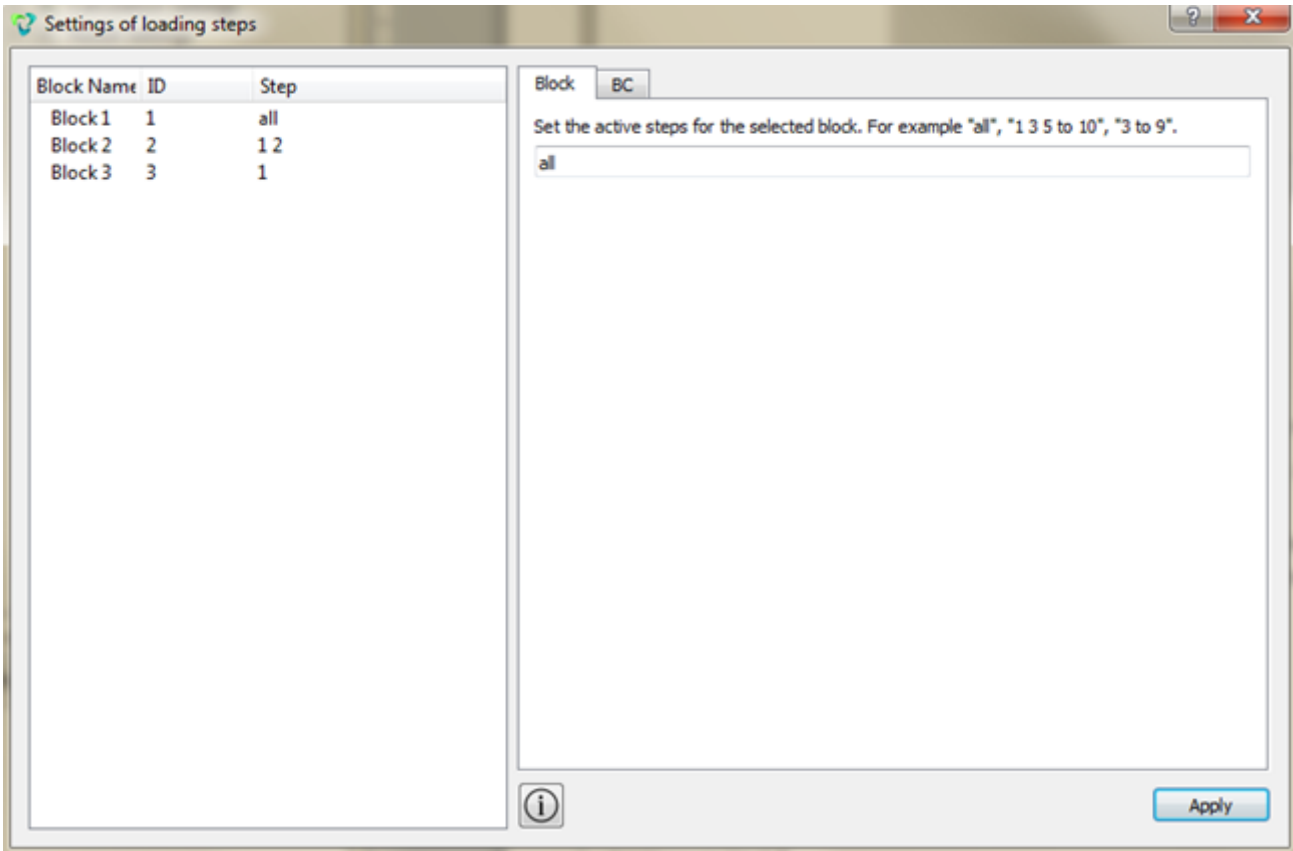 Settings of loading steps
Block Name ID Step
Block 1 1 all
Block 2 2 1 2
Block 3 3 1
Block BC
Set the active steps for the selected block. For example "all", "1 3 5 to 10", "3 to 9".
all
Apply